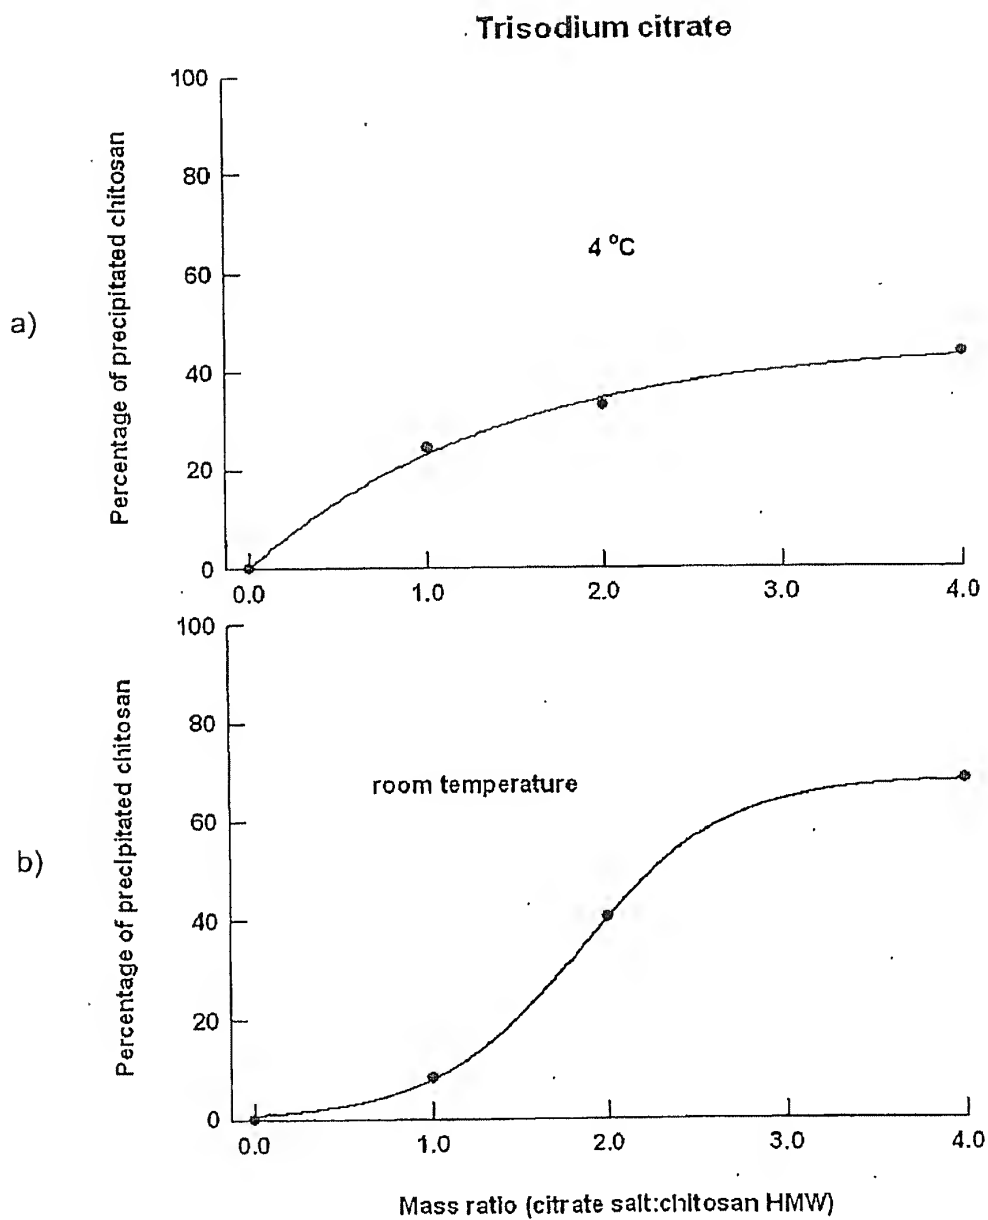 Trisodium citrate
a)
Percentage of precipitated chitosan
100
80
60
40
20
0
4 °C
0.0 1.0 2.0 3.0 4.0
b)
Percentage of precipitated chitosan
100
80
60
40
20
0
room temperature
0.0 1.0 2.0 3.0 4.0
Mass ratio (citrate salt:chitosan HMW)